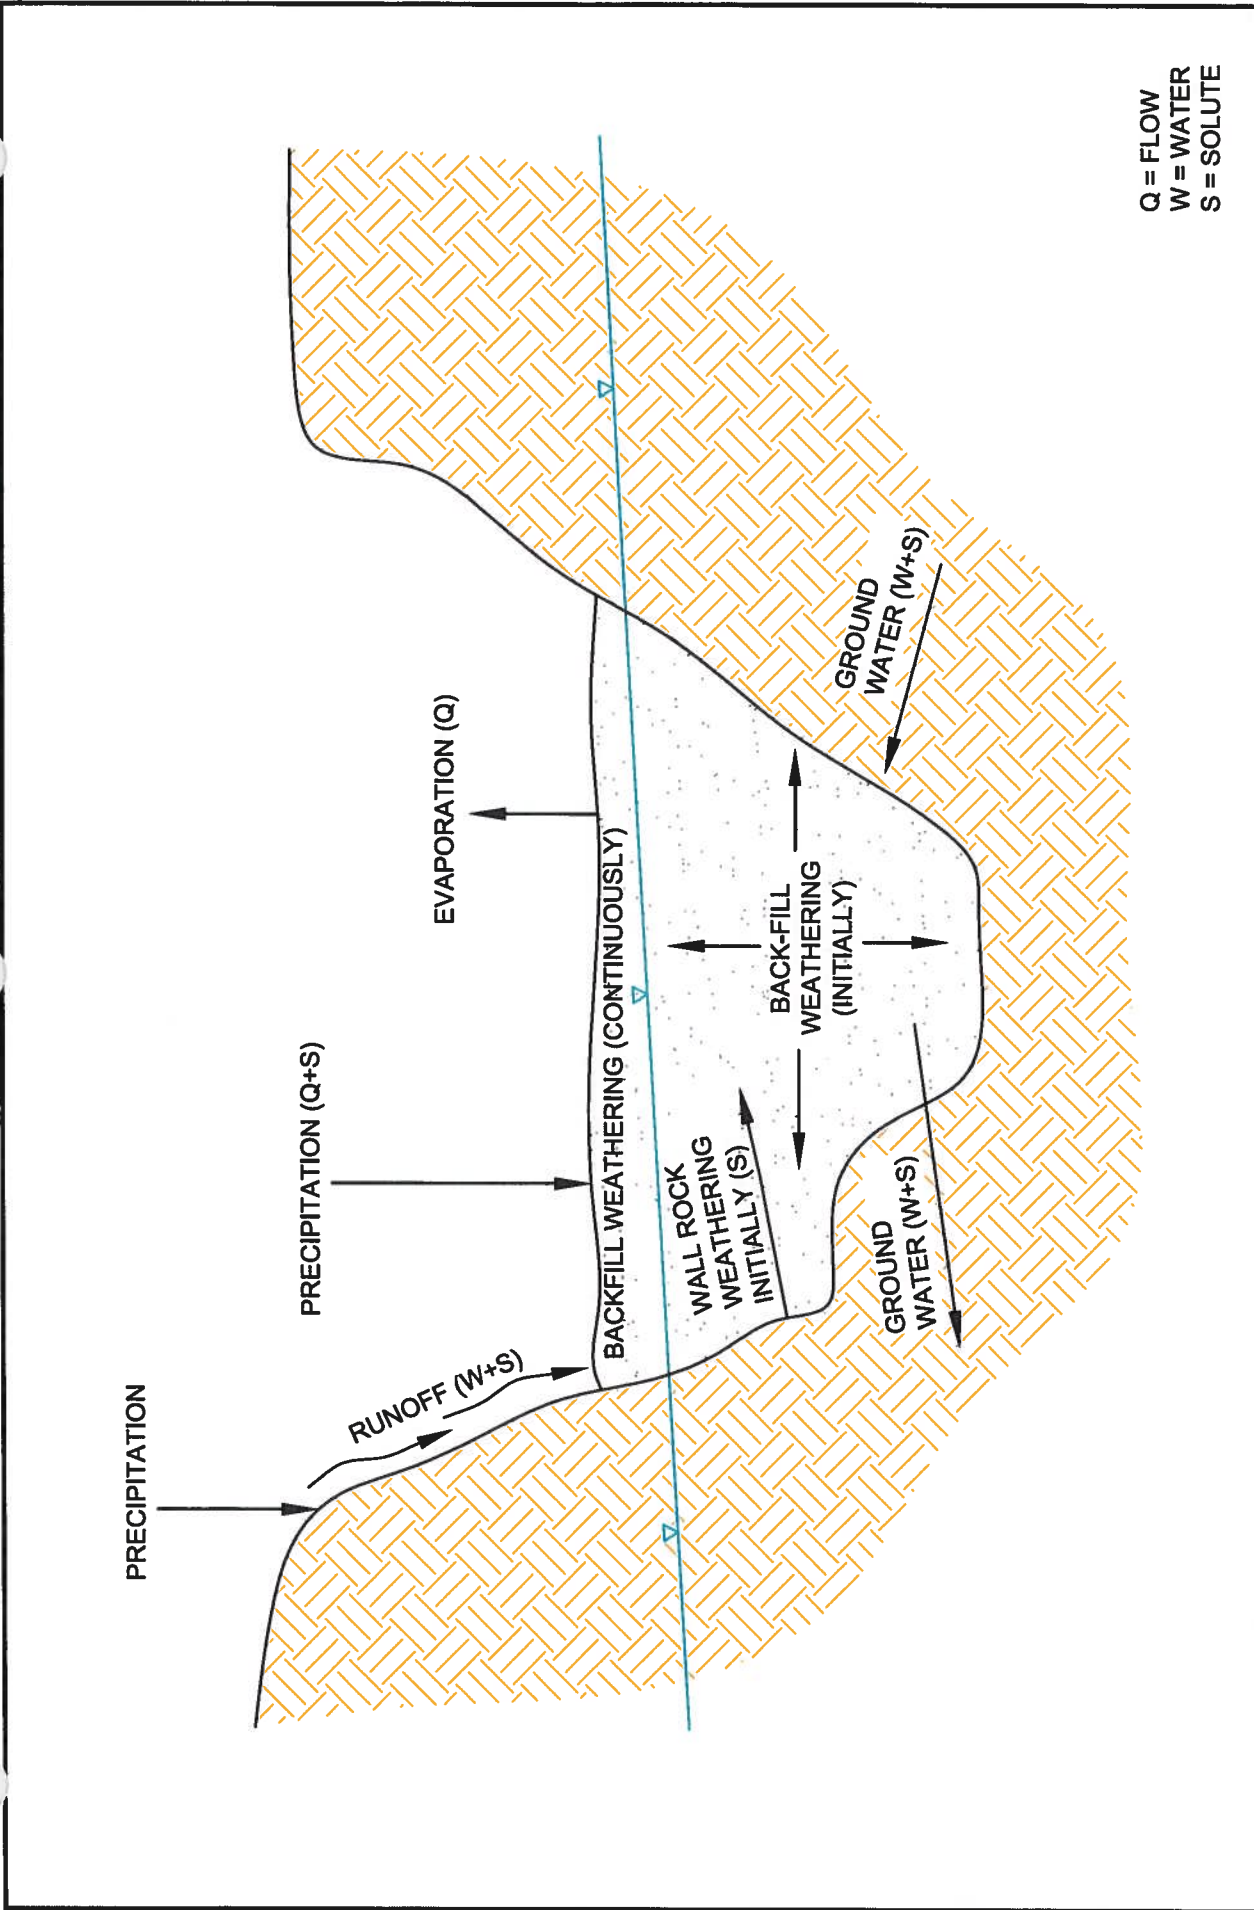 PRECIPITATION
RUNOFF (W+S)
PRECIPITATION (Q+S)
EVAPORATION (Q)
BACKFILL WEATHERING (CONTINUOUSLY)
WALL ROCK
WEATHERING
INITIALLY (S)
BACK-FILL
WEATHERING
(INITIALLY)
GROUND
WATER (W+S)
GROUND
WATER (W+S)
Q = FLOW
W = WATER
S = SOLUTE